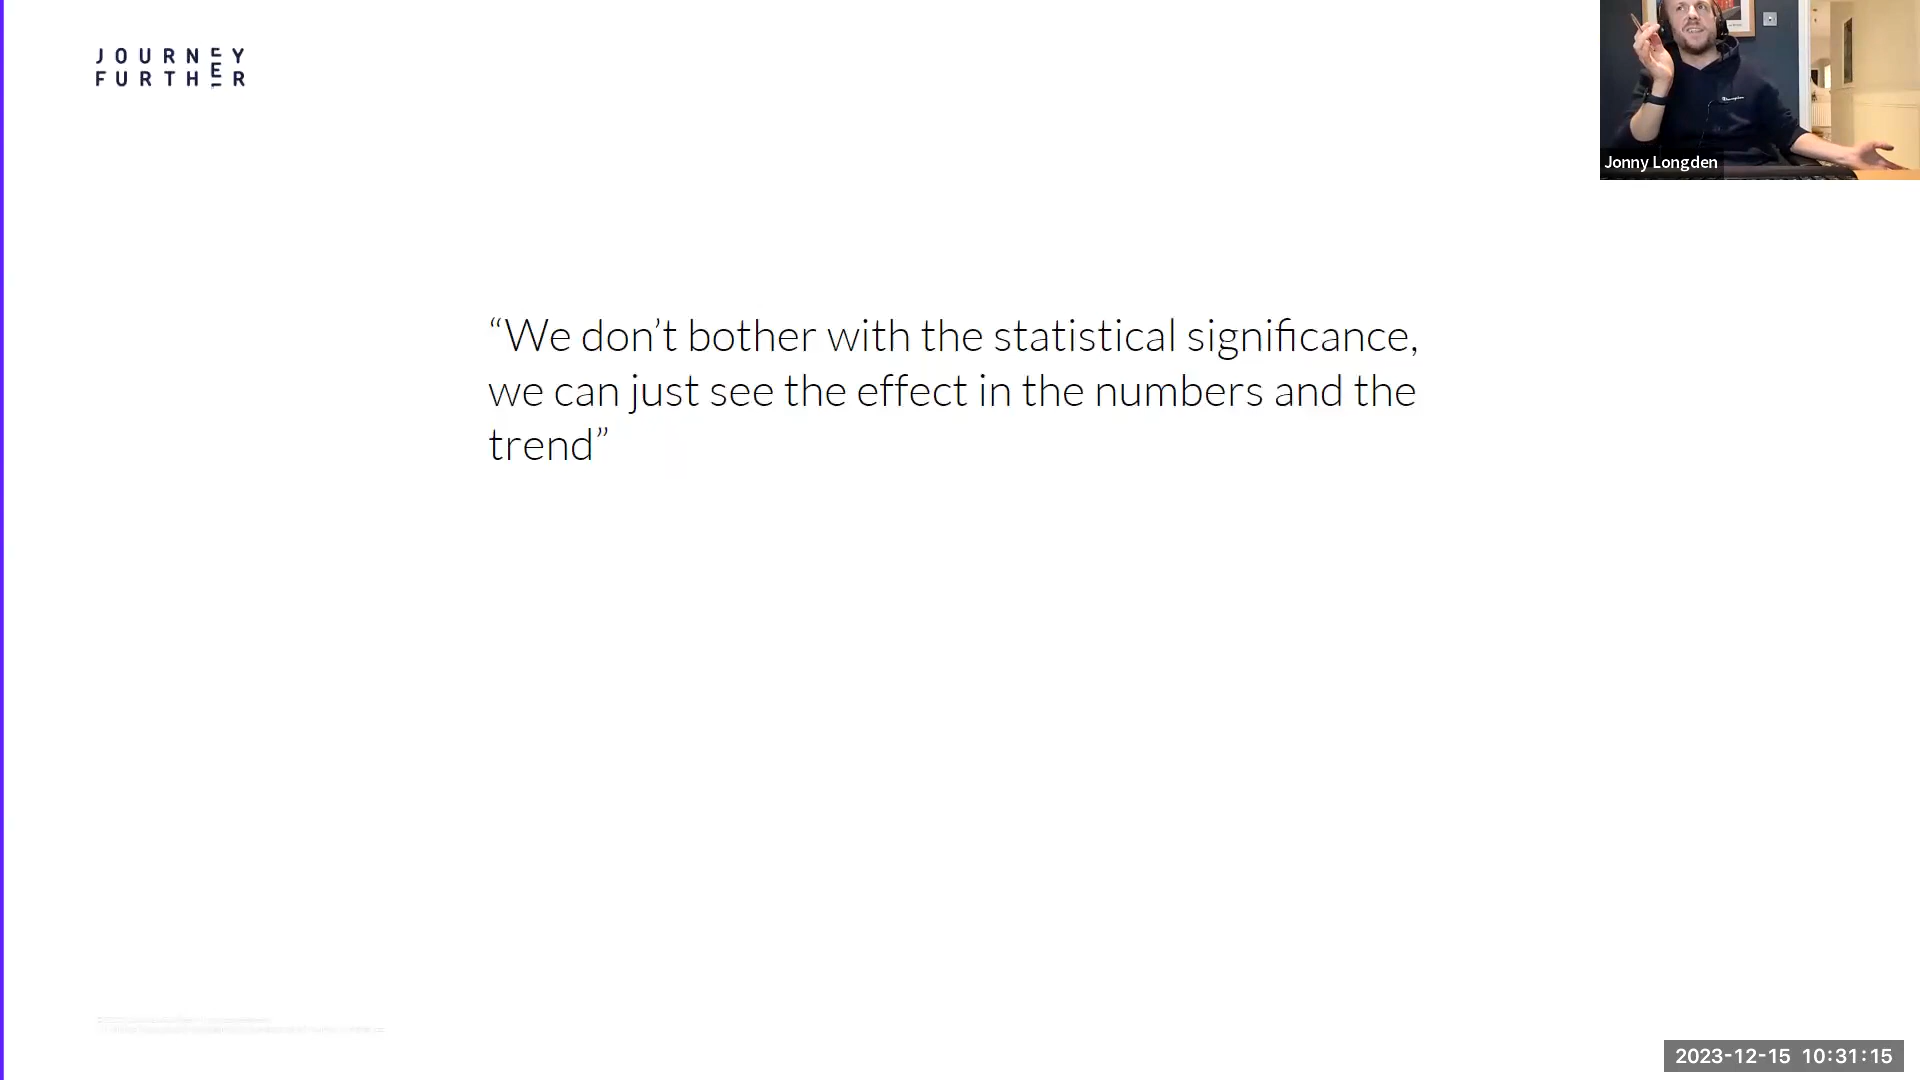 JOURNEY
FURTHER
Jonny Longden
“We don’t bother with the statistical significance,
we can just see the effect in the numbers and the
trend”
2023-12-15 10:31:15